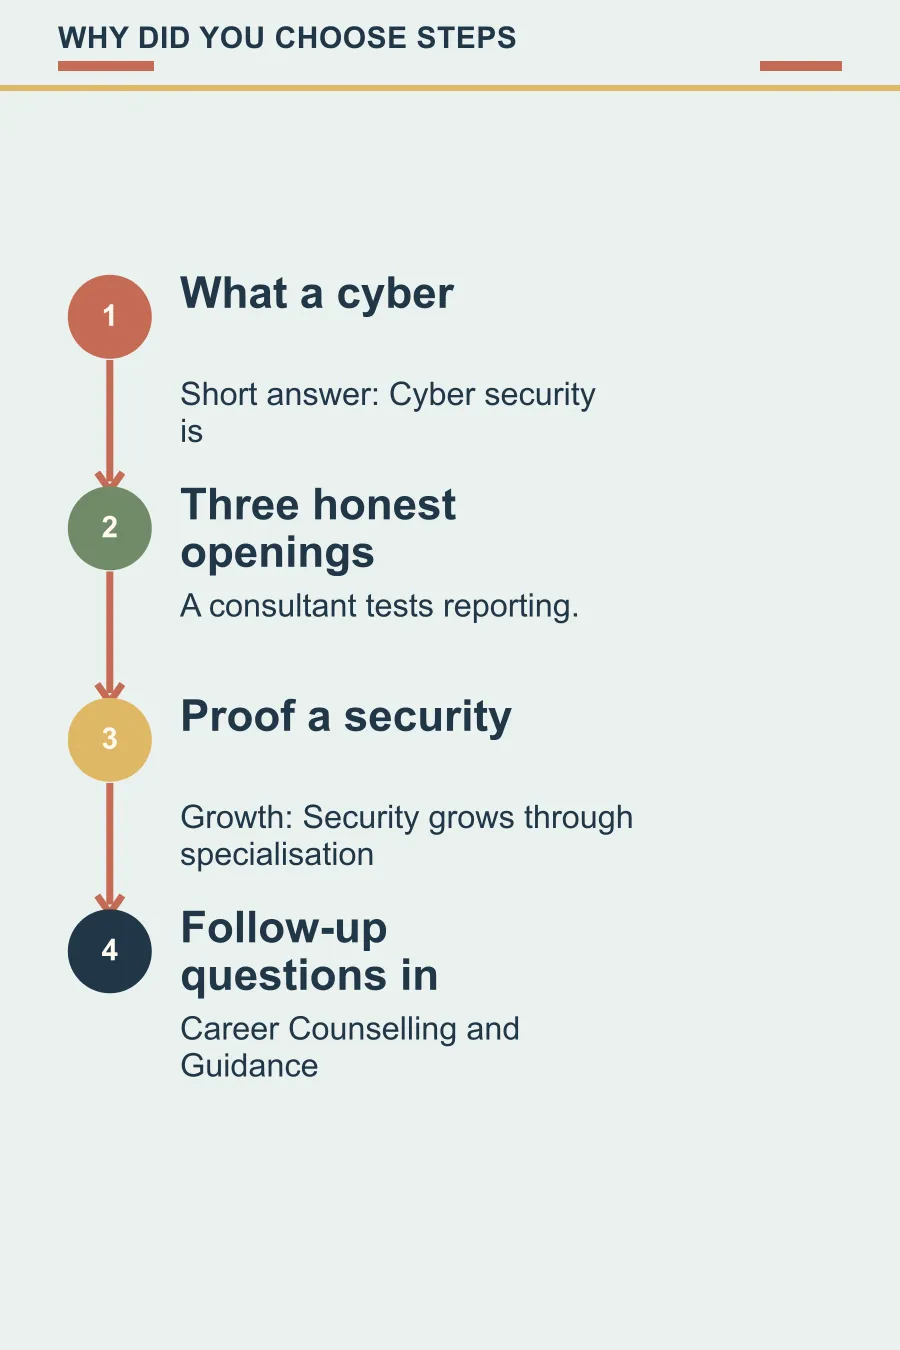 WHY DID YOU CHOOSE STEPS
1
What a cyber
Short answer: Cyber security
is
2
Three honest
openings
A consultant tests reporting.
3
Proof a security
Growth: Security grows through
specialisation
4
Follow-up
questions in
Career Counselling and
Guidance